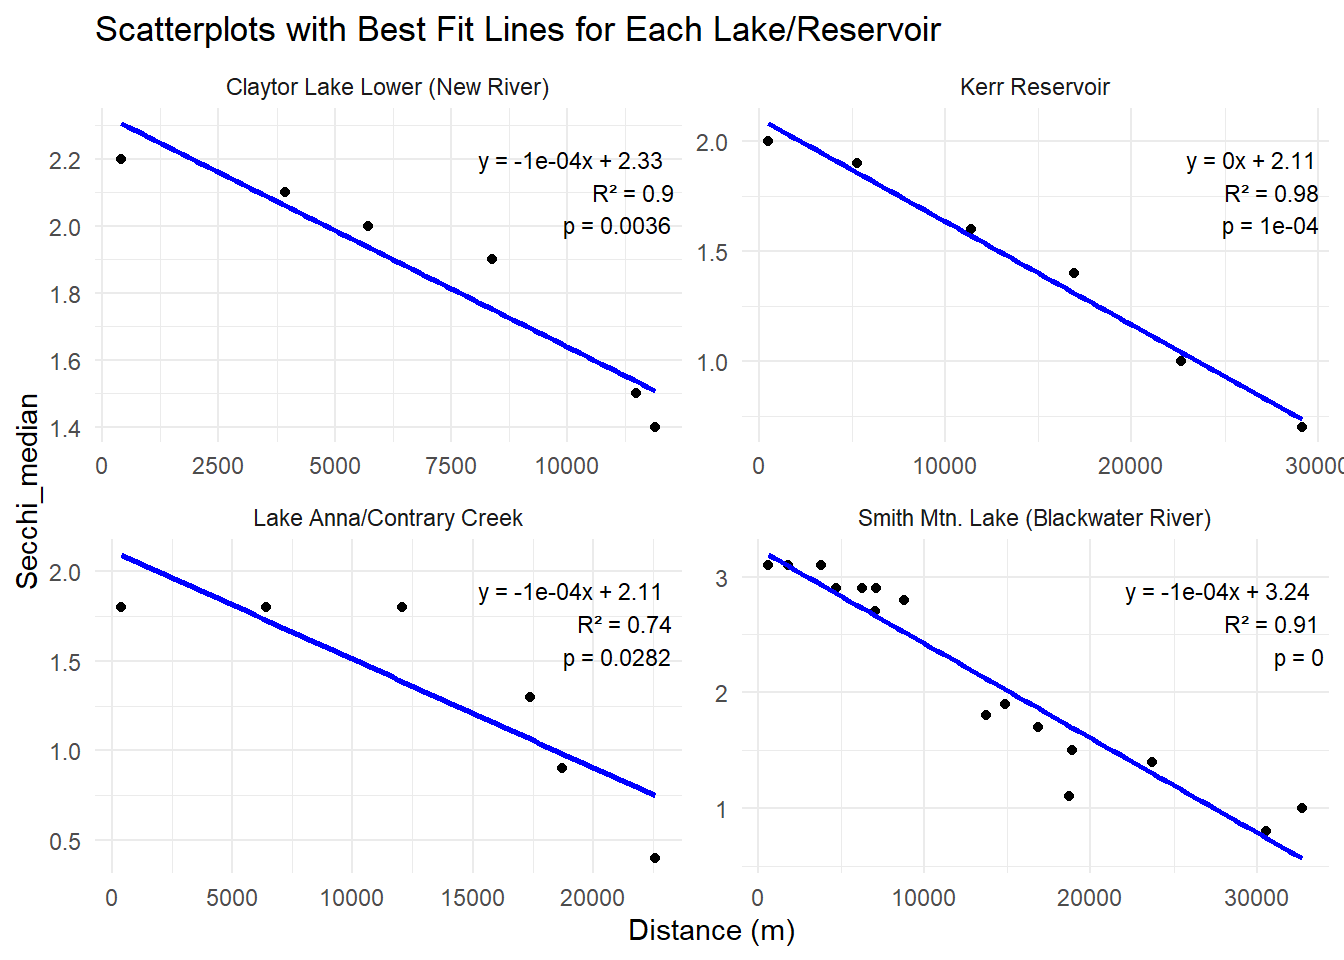 Scatterplots with Best Fit Lines for Each Lake/Reservoir
Claytor Lake Lower (New River)
2.2
2.0
1.8
1.6
1.4
y = -1e-04x + 2.33
R² = 0.9
p = 0.0036
0 2500 5000 7500 10000
Kerr Reservoir
2.0
1.5
1.0
y = 0x + 2.11
R² = 0.98
p = 1e-04
0 10000 20000 30000
Secchi_median
Lake Anna/Contrary Creek
2.0
1.5
1.0
0.5
y = -1e-04x + 2.11
R² = 0.74
p = 0.0282
0 5000 10000 15000 20000
Smith Mtn. Lake (Blackwater River)
3
2
1
y = -1e-04x + 3.24
R² = 0.91
p = 0
0 10000 20000 30000
Distance (m)